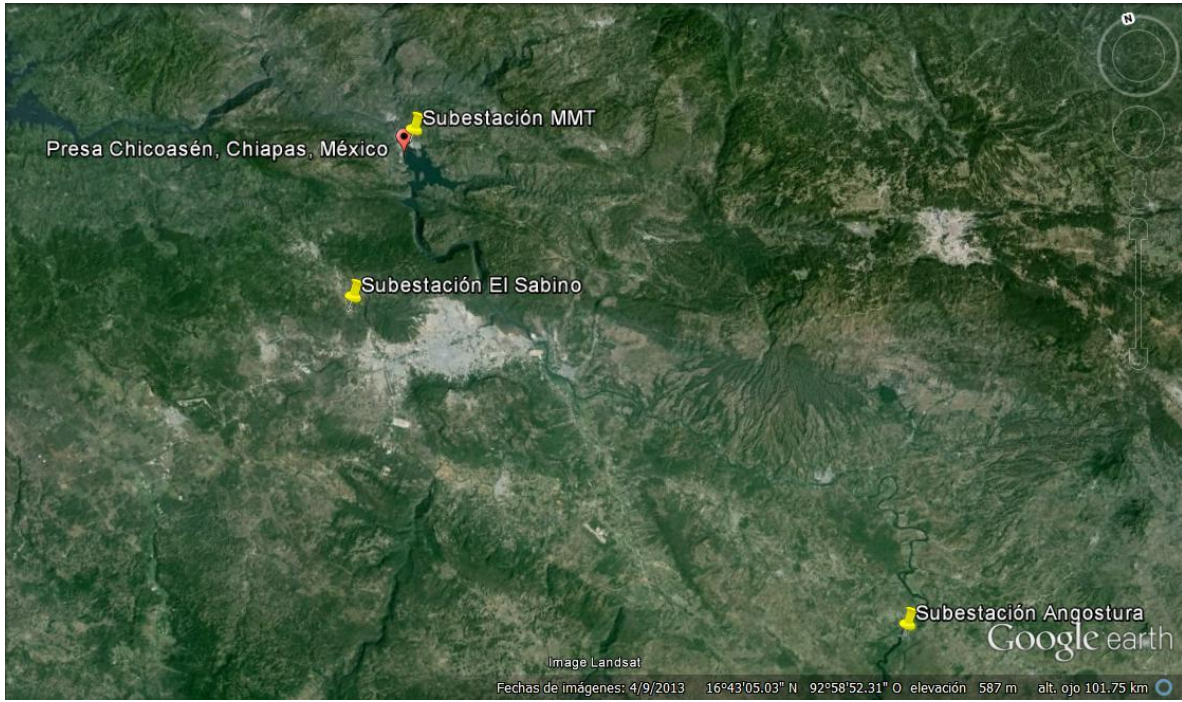 N
Subestación MMT
Presa Chicoasén, Chiapas, México
Subestación El Sabino
Subestación Angostura
Google earth
Image Landsat
Fechas de imágenes: 4/9/2013 16°43'05.03" N 92°58'52.31" O elevación 587 m alt. ojo 101.75 km